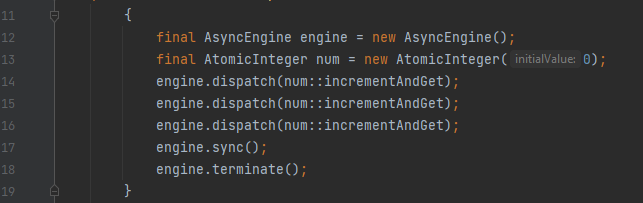 11 {
12 final AsyncEngine engine = new AsyncEngine();
13 final AtomicInteger num = new AtomicInteger( initialValue: 0);
14 engine.dispatch(num::incrementAndGet);
15 engine.dispatch(num::incrementAndGet);
16 engine.dispatch(num::incrementAndGet);
17 engine.sync();
18 engine.terminate();
19 }